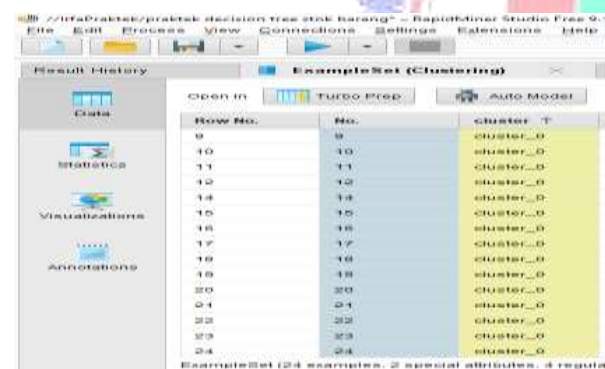 //IrfaPraktek/praktek decision tree stok barang* – RapidMiner Studio Free 9.
File Edit Process View Connections Settings Extensions Help
Result History ExampleSet (Clustering)
Data
Open in Turbo Prep Auto Model
Row No. No. cluster ↑
9 9 cluster_0
10 10 cluster_0
11 11 cluster_0
Statistics
12 12 cluster_0
14 14 cluster_0
15 15 cluster_0
Visualizations
16 16 cluster_0
17 17 cluster_0
18 18 cluster_0
Annotations
19 19 cluster_0
20 20 cluster_0
21 21 cluster_0
22 22 cluster_0
23 23 cluster_0
24 24 cluster_0
ExampleSet (24 examples, 2 special attributes, 4 regula